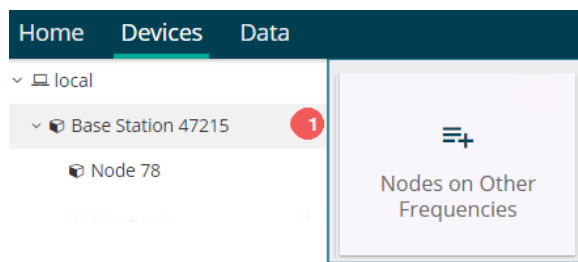 Home Devices Data
local
Base Station 47215 1
Node 78
Nodes on Other
Frequencies